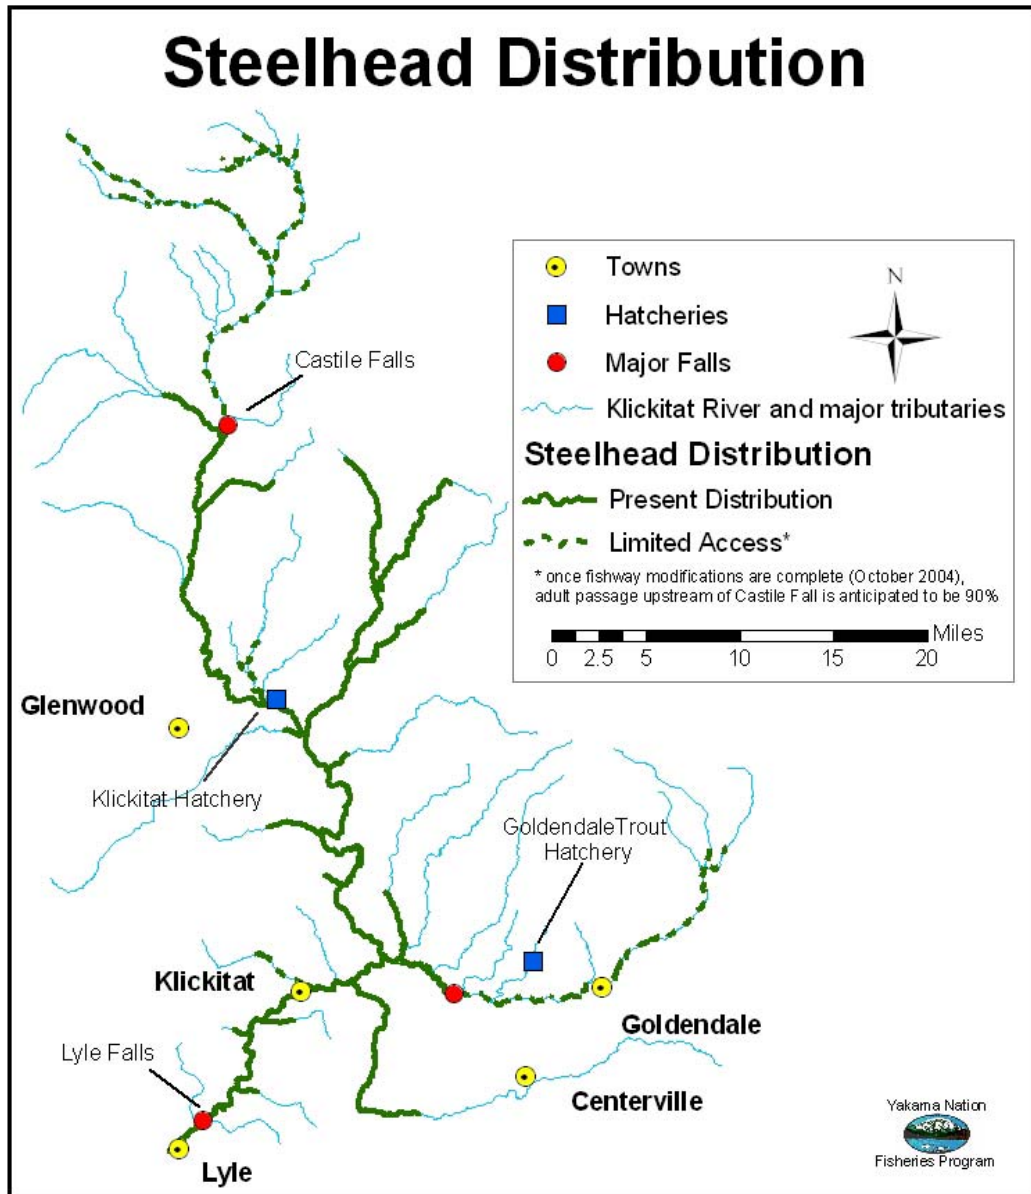 Steelhead Distribution
Towns
Hatcheries
Major Falls
N
Klickitat River and major tributaries
Steelhead Distribution
Present Distribution
Limited Access*
* once fishway modifications are complete (October 2004),
adult passage upstream of Castile Fall is anticipated to be 90%
Miles
0 2.5 5 10 15 20
Castile Falls
Glenwood
Klickitat Hatchery
GoldendaleTrout
Hatchery
Klickitat
Goldendale
Lyle Falls
Centerville
Lyle
Yakama Nation
Fisheries Program